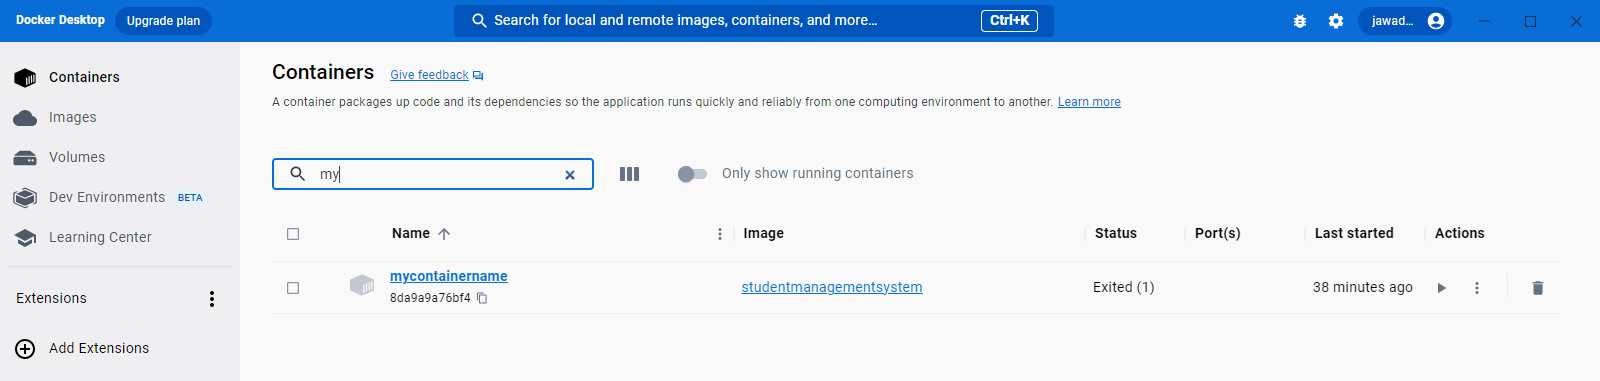 Docker Desktop Upgrade plan Search for local and remote images, containers, and more... Ctrl+K jawad...
Containers
Images
Volumes
Dev Environments BETA
Learning Center
Extensions
Add Extensions
Containers Give feedback
A container packages up code and its dependencies so the application runs quickly and reliably from one computing environment to another. Learn more
my Only show running containers
Name Image Status Port(s) Last started Actions
mycontainername studentmanagementsystem Exited (1) 38 minutes ago
8da9a9a76bf4